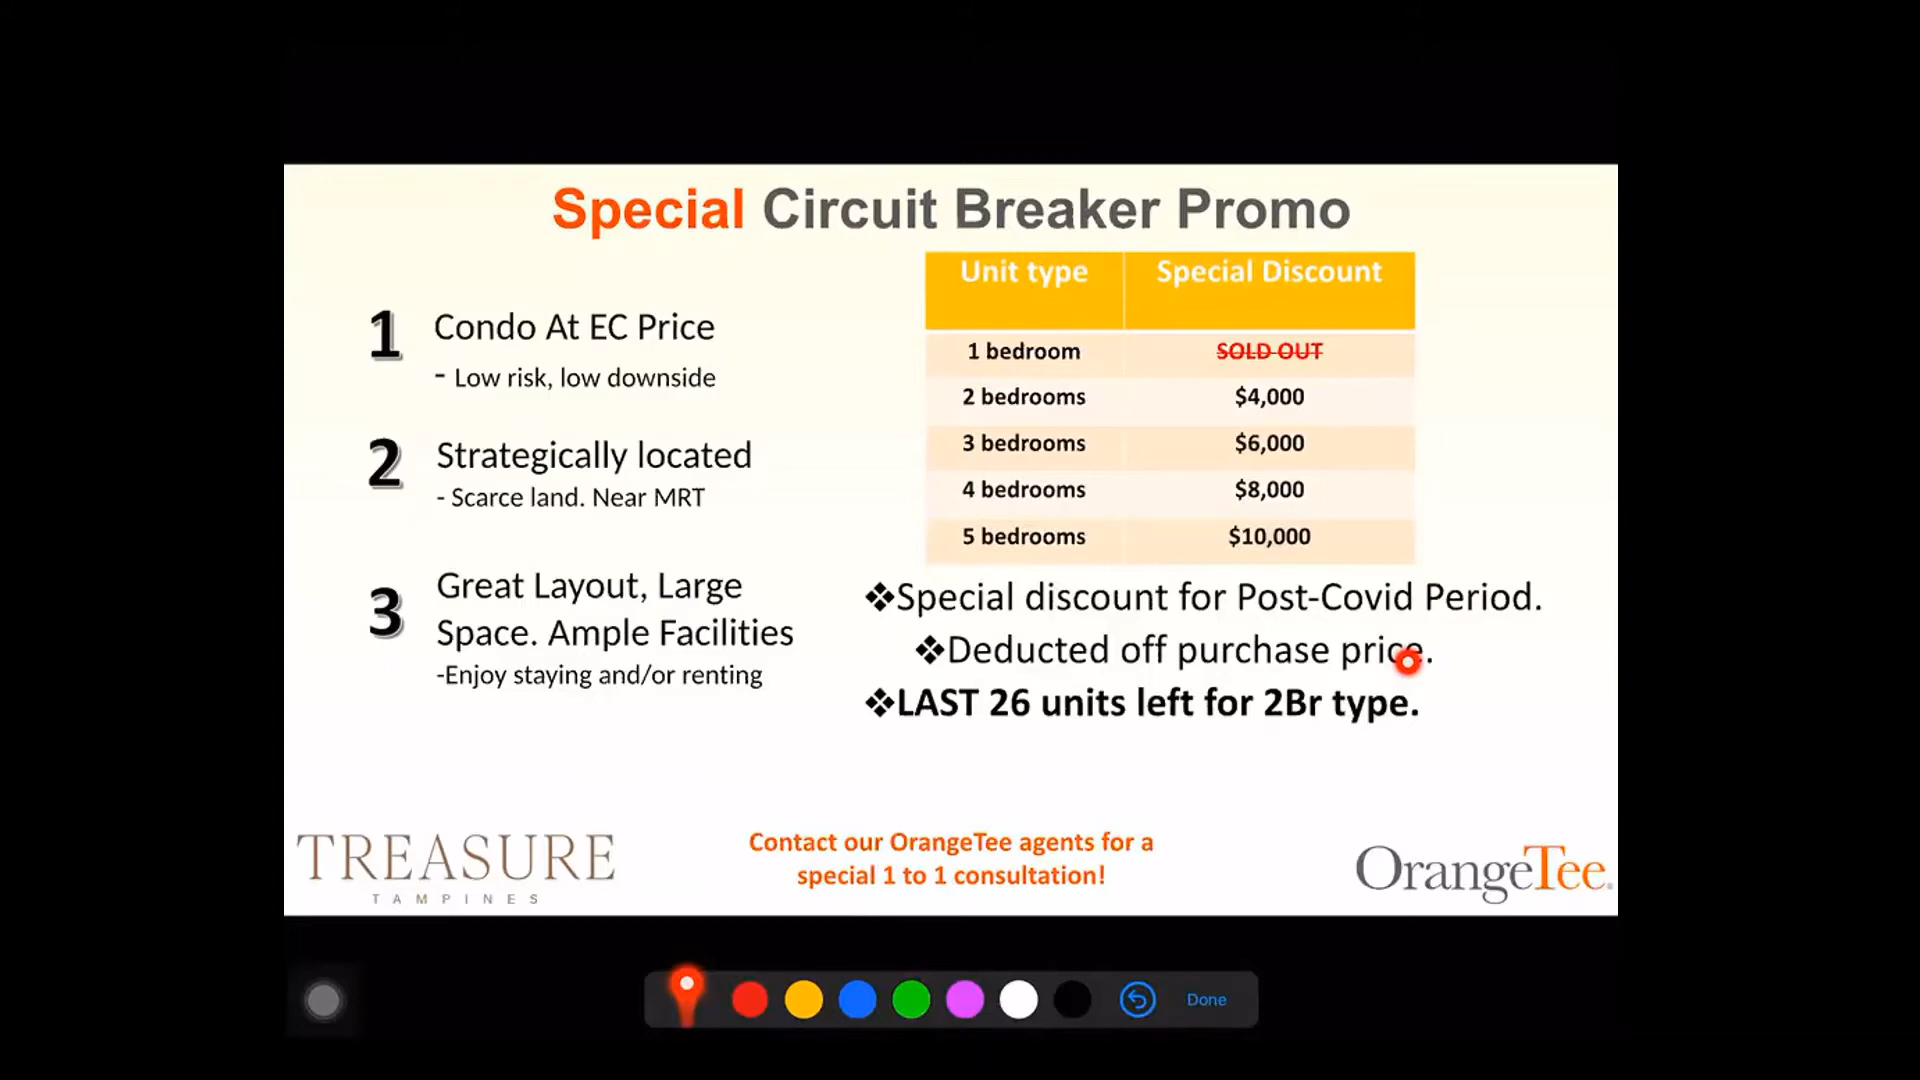 Special Circuit Breaker Promo
1 Condo At EC Price
- Low risk, low downside
2 Strategically located
- Scarce land. Near MRT
3 Great Layout, Large
Space. Ample Facilities
-Enjoy staying and/or renting
Unit type Special Discount
1 bedroom SOLD OUT
2 bedrooms $4,000
3 bedrooms $6,000
4 bedrooms $8,000
5 bedrooms $10,000
❖Special discount for Post-Covid Period.
❖Deducted off purchase price.
❖LAST 26 units left for 2Br type.
TREASURE
TAMPINES
Contact our OrangeTee agents for a
special 1 to 1 consultation!
OrangeTee
Done